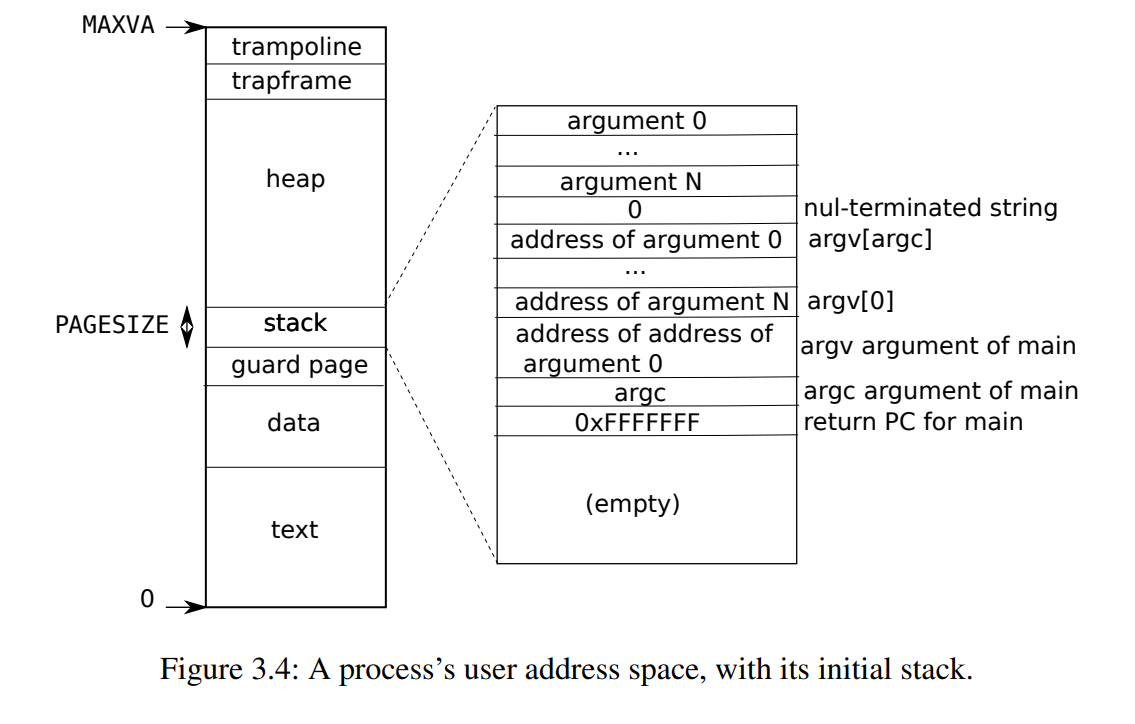 MAXVA
trampoline
trapframe
heap
PAGESIZE
stack
guard page
data
text
0
argument 0
...
argument N
0 nul-terminated string
address of argument 0 argv[argc]
...
address of argument N argv[0]
address of address of
argument 0 argv argument of main
argc argc argument of main
0xFFFFFFF return PC for main
(empty)
Figure 3.4: A process's user address space, with its initial stack.